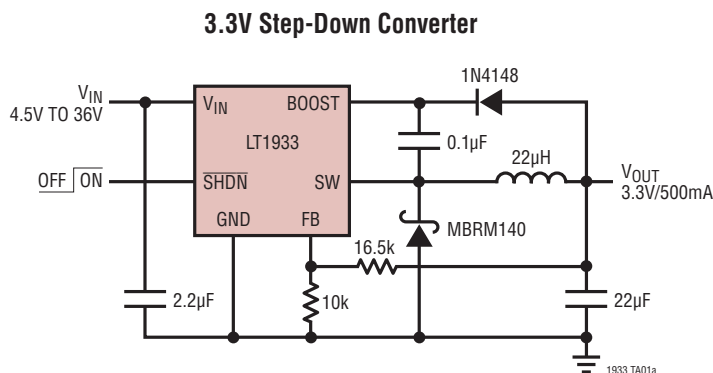 3.3V Step-Down Converter
1N4148
VIN
4.5V TO 36V
VIN
BOOST
LT1933
0.1µF
22µH
OFF ON
SHDN
SW
VOUT
3.3V/500mA
GND
FB
MBRM140
16.5k
2.2µF
10k
22µF
1933 TA01a